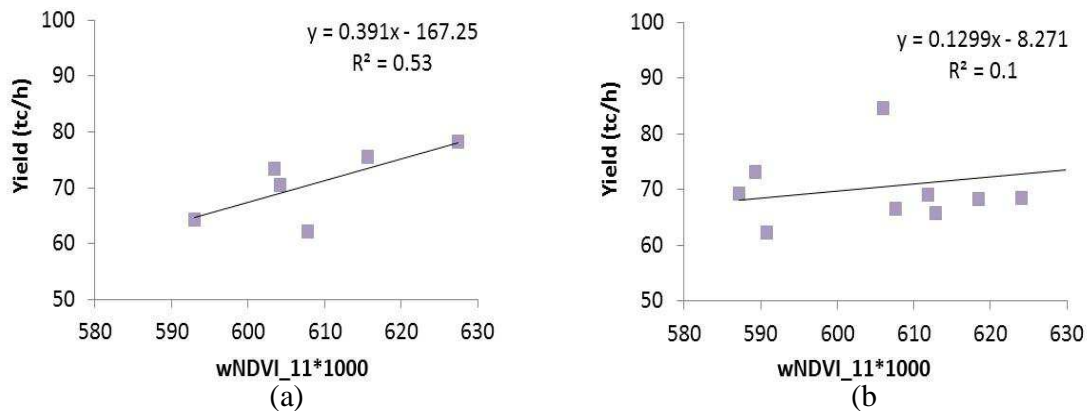 y = 0.391x - 167.25
R² = 0.53
Yield (tc/h)
100
90
80
70
60
50
580 590 600 610 620 630
wNDVI_11*1000
(a)
y = 0.1299x - 8.271
R² = 0.1
Yield (tc/h)
100
90
80
70
60
50
580 590 600 610 620 630
wNDVI_11*1000
(b